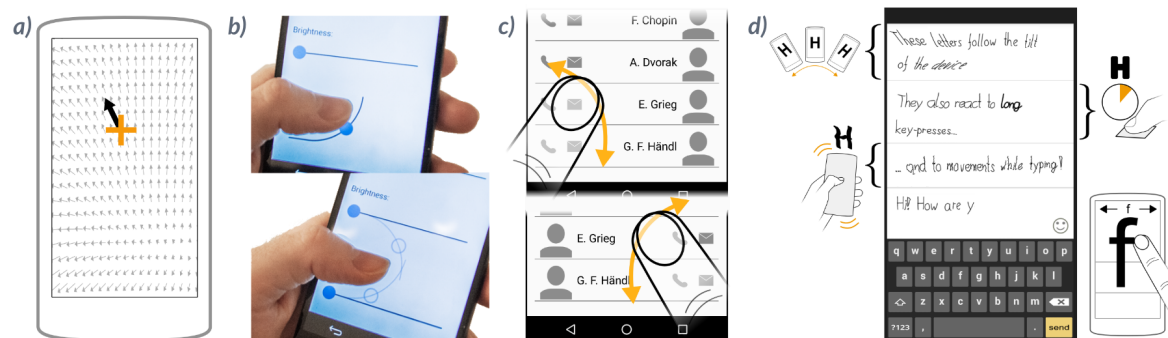 a)
b)
Brightness:
Brightness:
c)
F. Chopin
A. Dvorak
E. Grieg
G. F. Händl
E. Grieg
G. F. Händl
d)
H H H
These letters follow the tilt
of the device
They also react to long
key-presses...
... and to movements while typing!
Hi! How are y
H
H
q w e r t y u i o p
a s d f g h j k l
z x c v b n m
?123 , . send
f
f